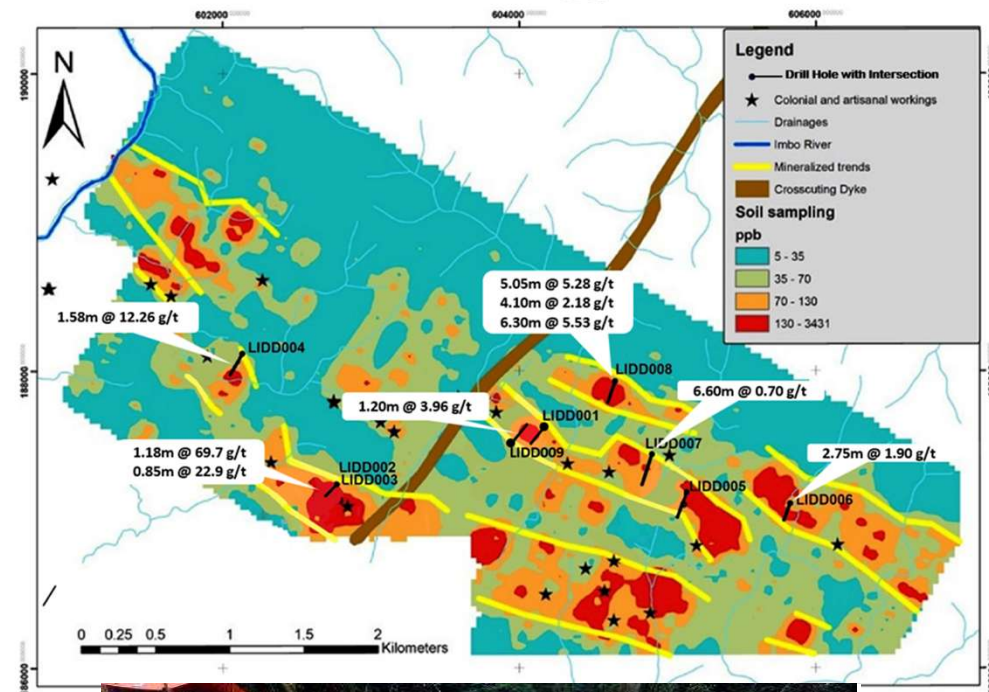 602000
604000
606000
190000
188000
186000
N
Legend
Drill Hole with Intersection
Colonial and artisanal workings
Drainages
Imbo River
Mineralized trends
Crosscuting Dyke
Soil sampling
ppb
5 - 35
35 - 70
70 - 130
130 - 3431
5.05m @ 5.28 g/t
4.10m @ 2.18 g/t
6.30m @ 5.53 g/t
1.58m @ 12.26 g/t
LIDD004
LIDD008
6.60m @ 0.70 g/t
1.20m @ 3.96 g/t
LIDD001
LIDD009
LIDD007
1.18m @ 69.7 g/t
0.85m @ 22.9 g/t
LIDD002
LIDD003
2.75m @ 1.90 g/t
LIDD005
LIDD006
0 0.25 0.5 1 1.5 2
Kilometers